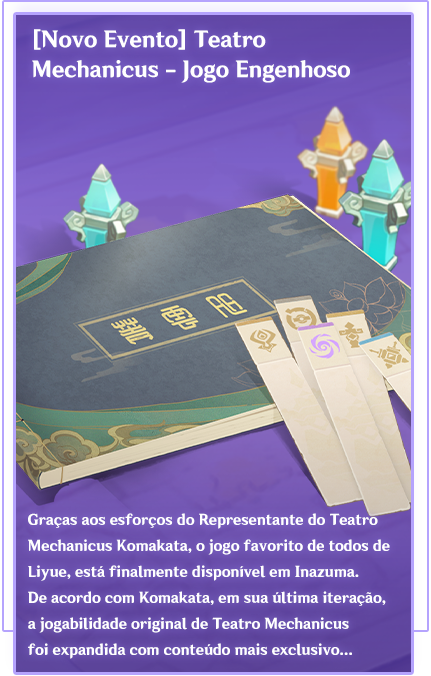 [Novo Evento] Teatro
Mechanicus - Jogo Engenhoso
Graças aos esforços do Representante do Teatro
Mechanicus Komakata, o jogo favorito de todos de
Liyue, está finalmente disponível em Inazuma.
De acordo com Komakata, em sua última iteração,
a jogabilidade original de Teatro Mechanicus
foi expandida com conteúdo mais exclusivo...